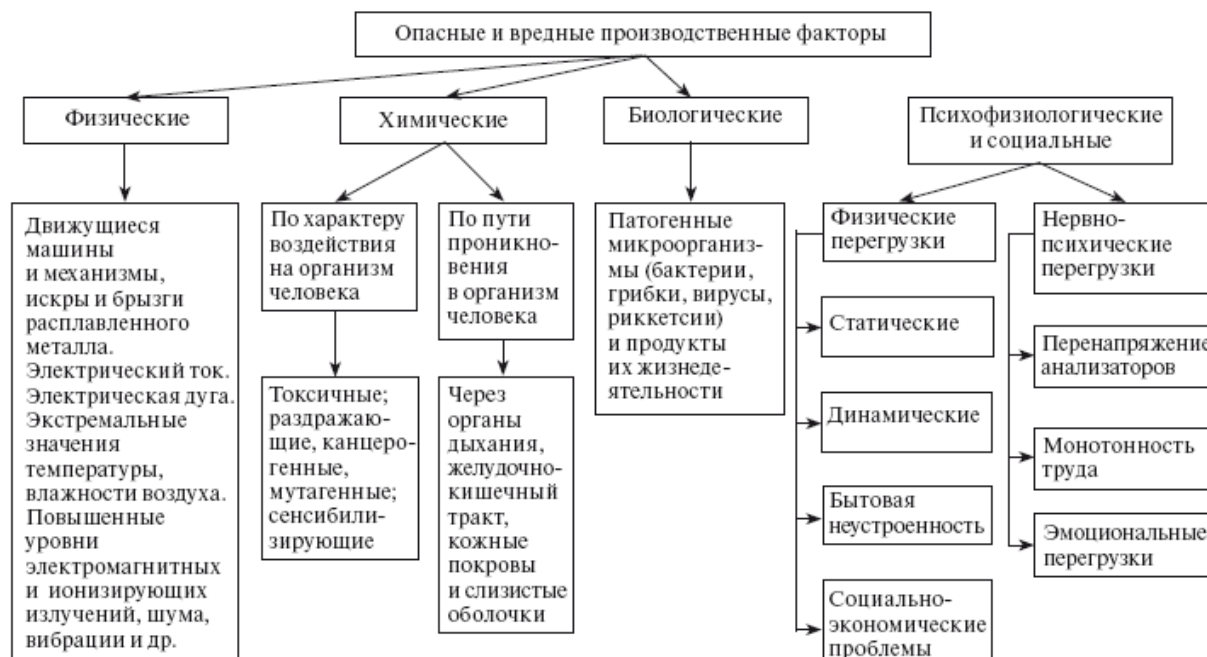 Опасные и вредные производственные факторы
Физические
Химические
Биологические
Психофизиологические
и социальные
Движущиеся
машины
и механизмы,
искры и брызги
расплавленного
металла.
Электрический ток.
Электрическая дуга.
Экстремальные
значения
температуры,
влажности воздуха.
Повышенные
уровни
электромагнитных
и ионизирующих
излучений, шума,
вибрации и др.
По характеру
воздействия
на организм
человека
Токсичные;
раздражаю-
щие, канцеро-
генные,
мутагенные;
сенсибили-
зирующие
По пути
проникно-
вения
в организм
человека
Через
органы
дыхания,
желудочно-
кишечный
тракт,
кожные
покровы
и слизистые
оболочки
Патогенные
микроорганиз-
мы (бактерии,
грибки, вирусы,
риккетсии)
и продукты
их жизнеде-
ятельности
Физические
перегрузки
Статические
Динамические
Бытовая
неустроенность
Социально-
экономические
проблемы
Нервно-
психические
перегрузки
Перенапряжение
анализаторов
Монотонность
труда
Эмоциональные
перегрузки